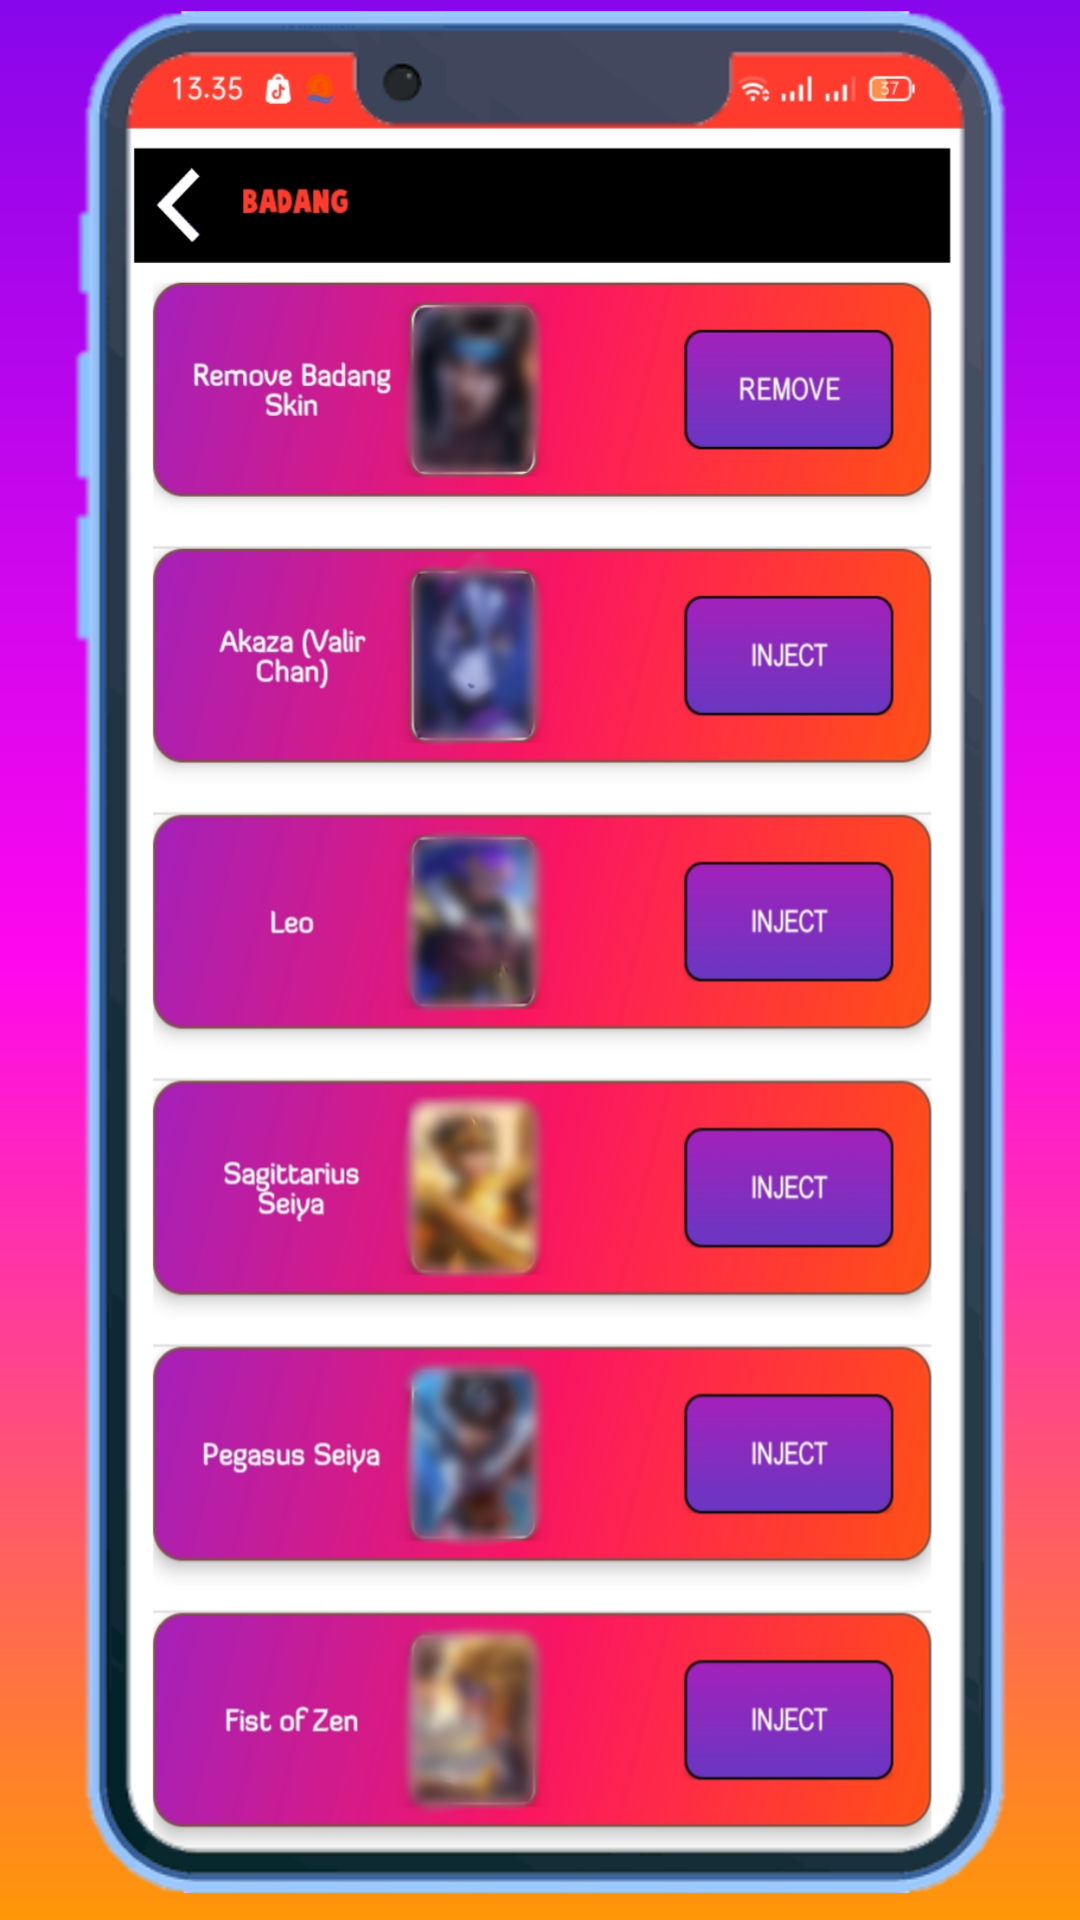 13.35
37
BADANG
Remove Badang
Skin
REMOVE
Akaza (Valir
Chan)
INJECT
Leo
INJECT
Sagittarius
Seiya
INJECT
Pegasus Seiya
INJECT
Fist of Zen
INJECT